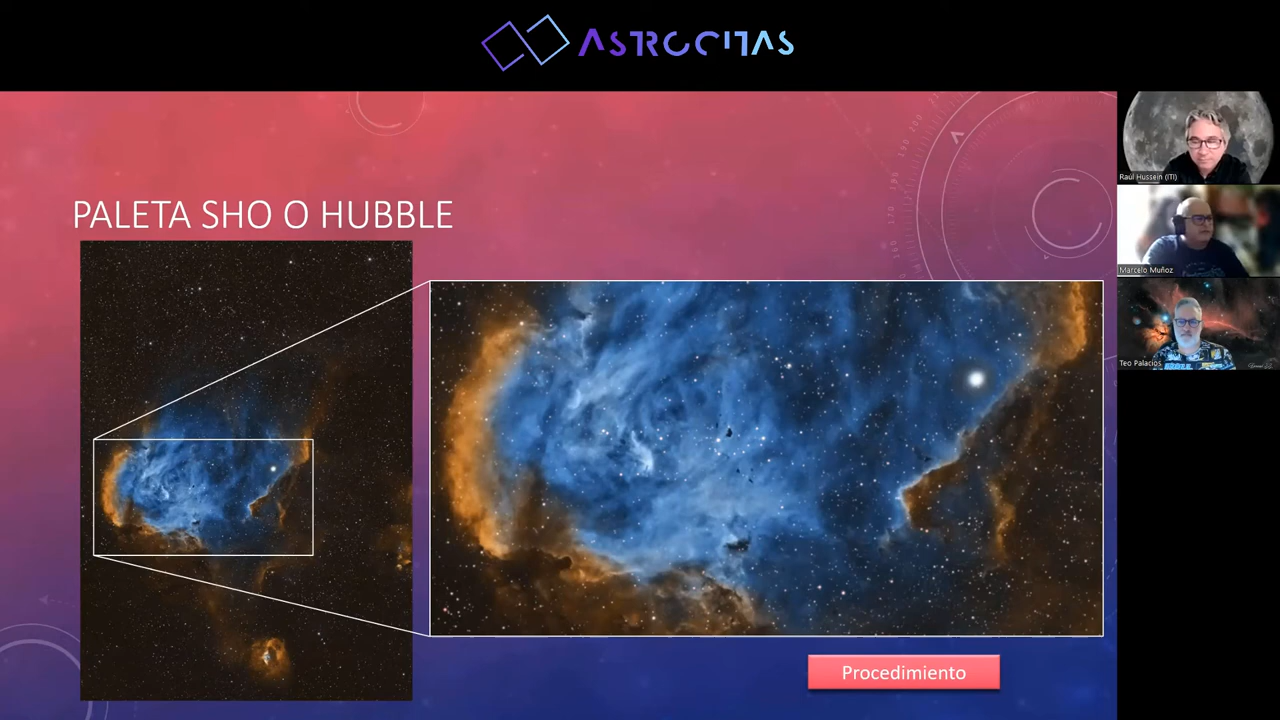 ASTROCITAS
Raúl Hussein (ITI)
PALETA SHO O HUBBLE
Marcelo Muñoz
Teo Palacios
Procedimiento